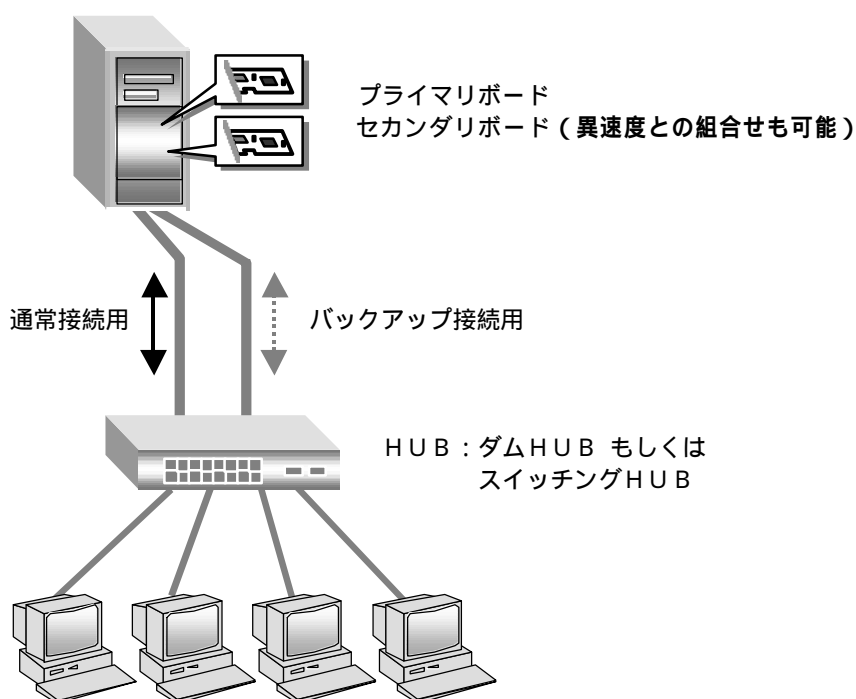 プライマリボード
セカンダリボード（異速度との組合せも可能）
通常接続用
バックアップ接続用
ＨＵＢ：ダムＨＵＢ もしくは
スイッチングＨＵＢ